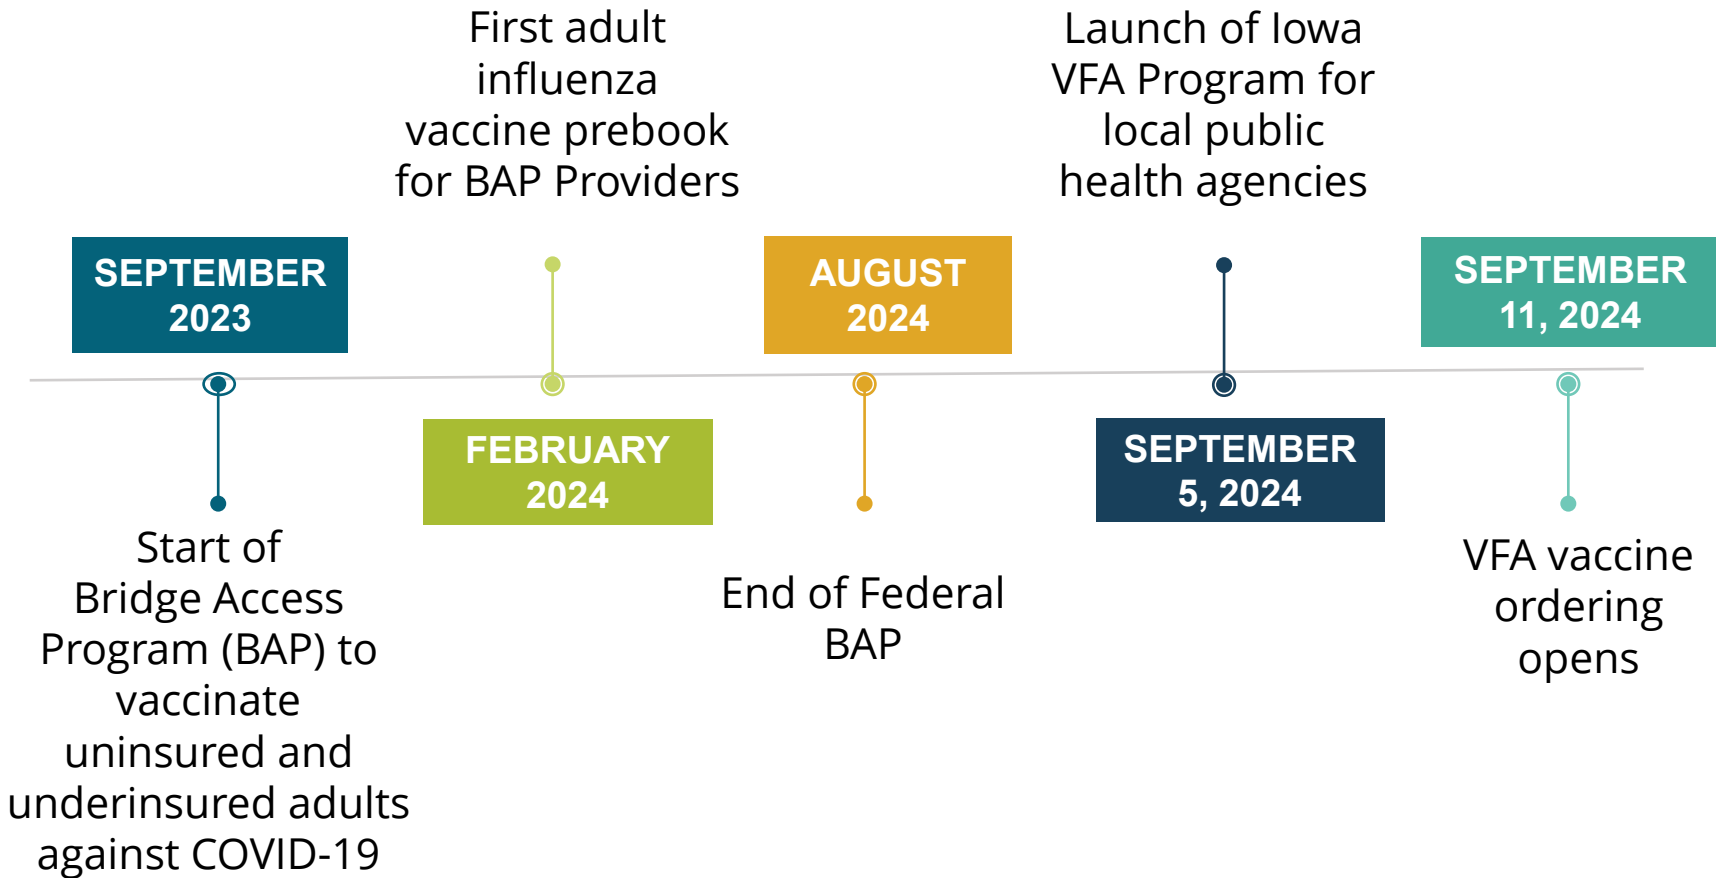 SEPTEMBER
2023
Start of
Bridge Access
Program (BAP) to
vaccinate
uninsured and
underinsured adults
against COVID-19
First adult
influenza
vaccine prebook
for BAP Providers
FEBRUARY
2024
AUGUST
2024
End of Federal
BAP
Launch of Iowa
VFA Program for
local public
health agencies
SEPTEMBER
5, 2024
SEPTEMBER
11, 2024
VFA vaccine
ordering
opens